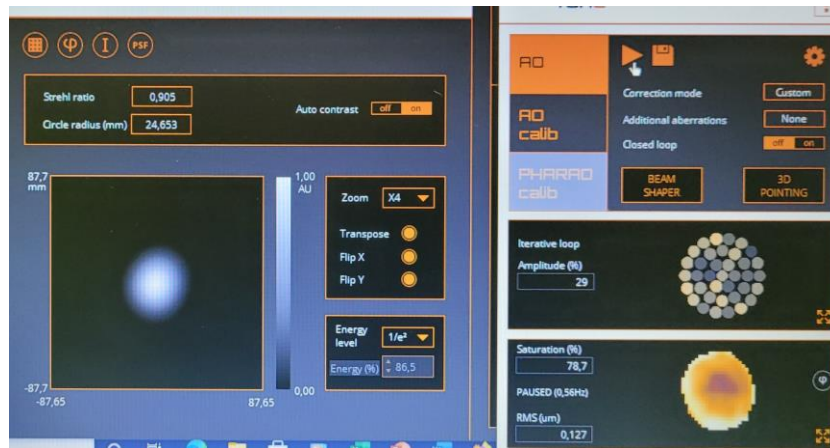 φ I PSF
Strehl ratio 0,905
Circle radius (mm) 24,653
Auto contrast off on
87,7
mm
-87,7
-87,65 87,65
1,00
AU
0,00
Zoom X4
Transpose
Flip X
Flip Y
Energy
level 1/e²
Energy (%) 86,5
AO
AO
calib
PHARAO
calib
Correction mode Custom
Additional aberrations None
Closed loop off on
BEAM
SHAPER
3D
POINTING
Iterative loop
Amplitude (%)
29
Saturation (%)
78,7
PAUSED (0,56Hz)
RMS (um)
0,127
φ